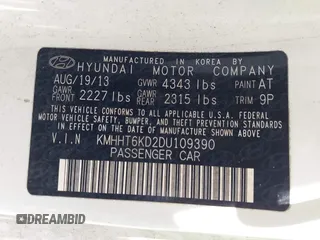 MANUFACTURED IN KOREA BY
HYUNDAI MOTOR COMPANY
AUG/19/13 GVWR 4343 lbs PAINT AT
GAWR FRONT 2227 lbs GAWR REAR 2315 lbs TRIM 9P
THIS VEHICLE CONFORMS TO ALL APPLICABLE U.S. FEDERAL
MOTOR VEHICLE SAFETY, BUMPER, AND THEFT PREVENTION
STANDARDS IN EFFECT ON THE DATE OF MANUFACTURE SHOWN ABOVE.
V.I.N KMHHT6KD2DU109390
PASSENGER CAR
DREAMBID